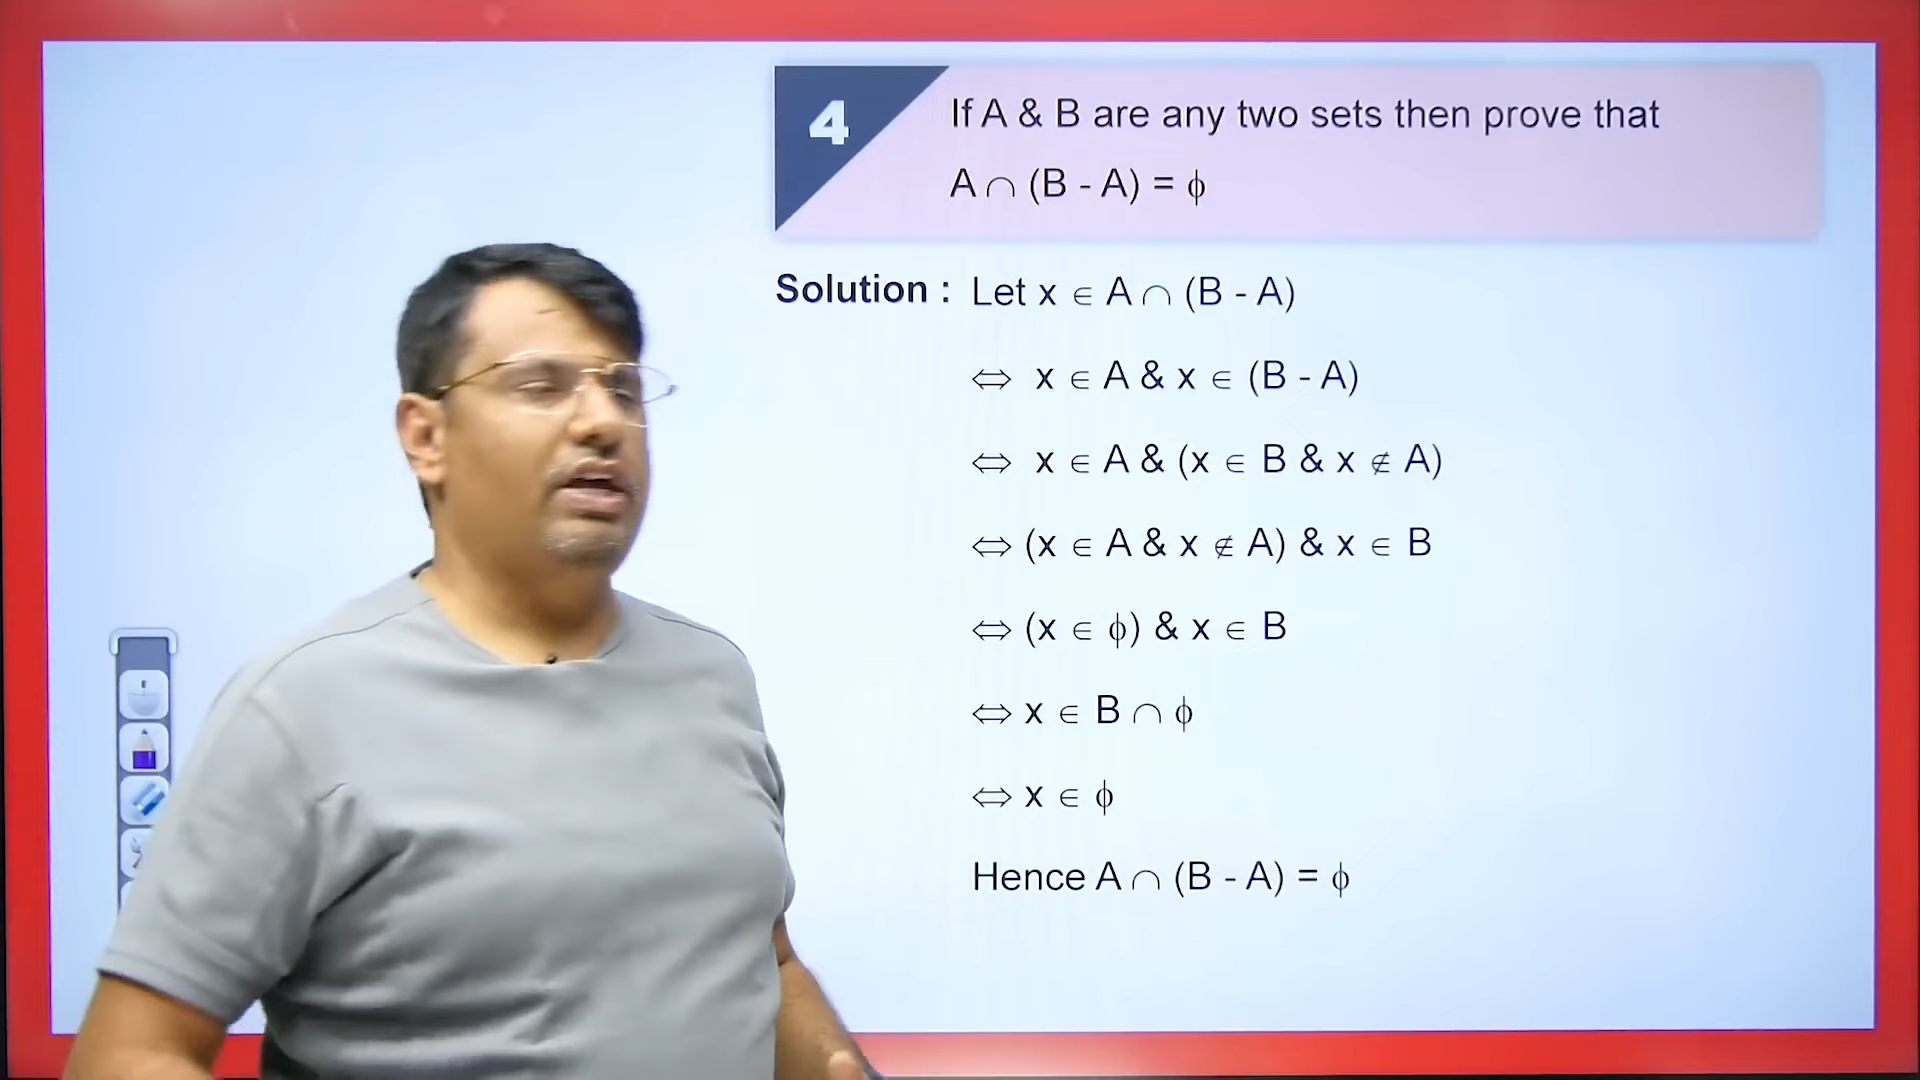 4
If A & B are any two sets then prove that
A ∩ (B - A) = ϕ
Solution : Let x ∈ A ∩ (B - A)
⇔ x ∈ A & x ∈ (B - A)
⇔ x ∈ A & (x ∈ B & x ∉ A)
⇔ (x ∈ A & x ∉ A) & x ∈ B
⇔ (x ∈ ϕ) & x ∈ B
⇔ x ∈ B ∩ ϕ
⇔ x ∈ ϕ
Hence A ∩ (B - A) = ϕ